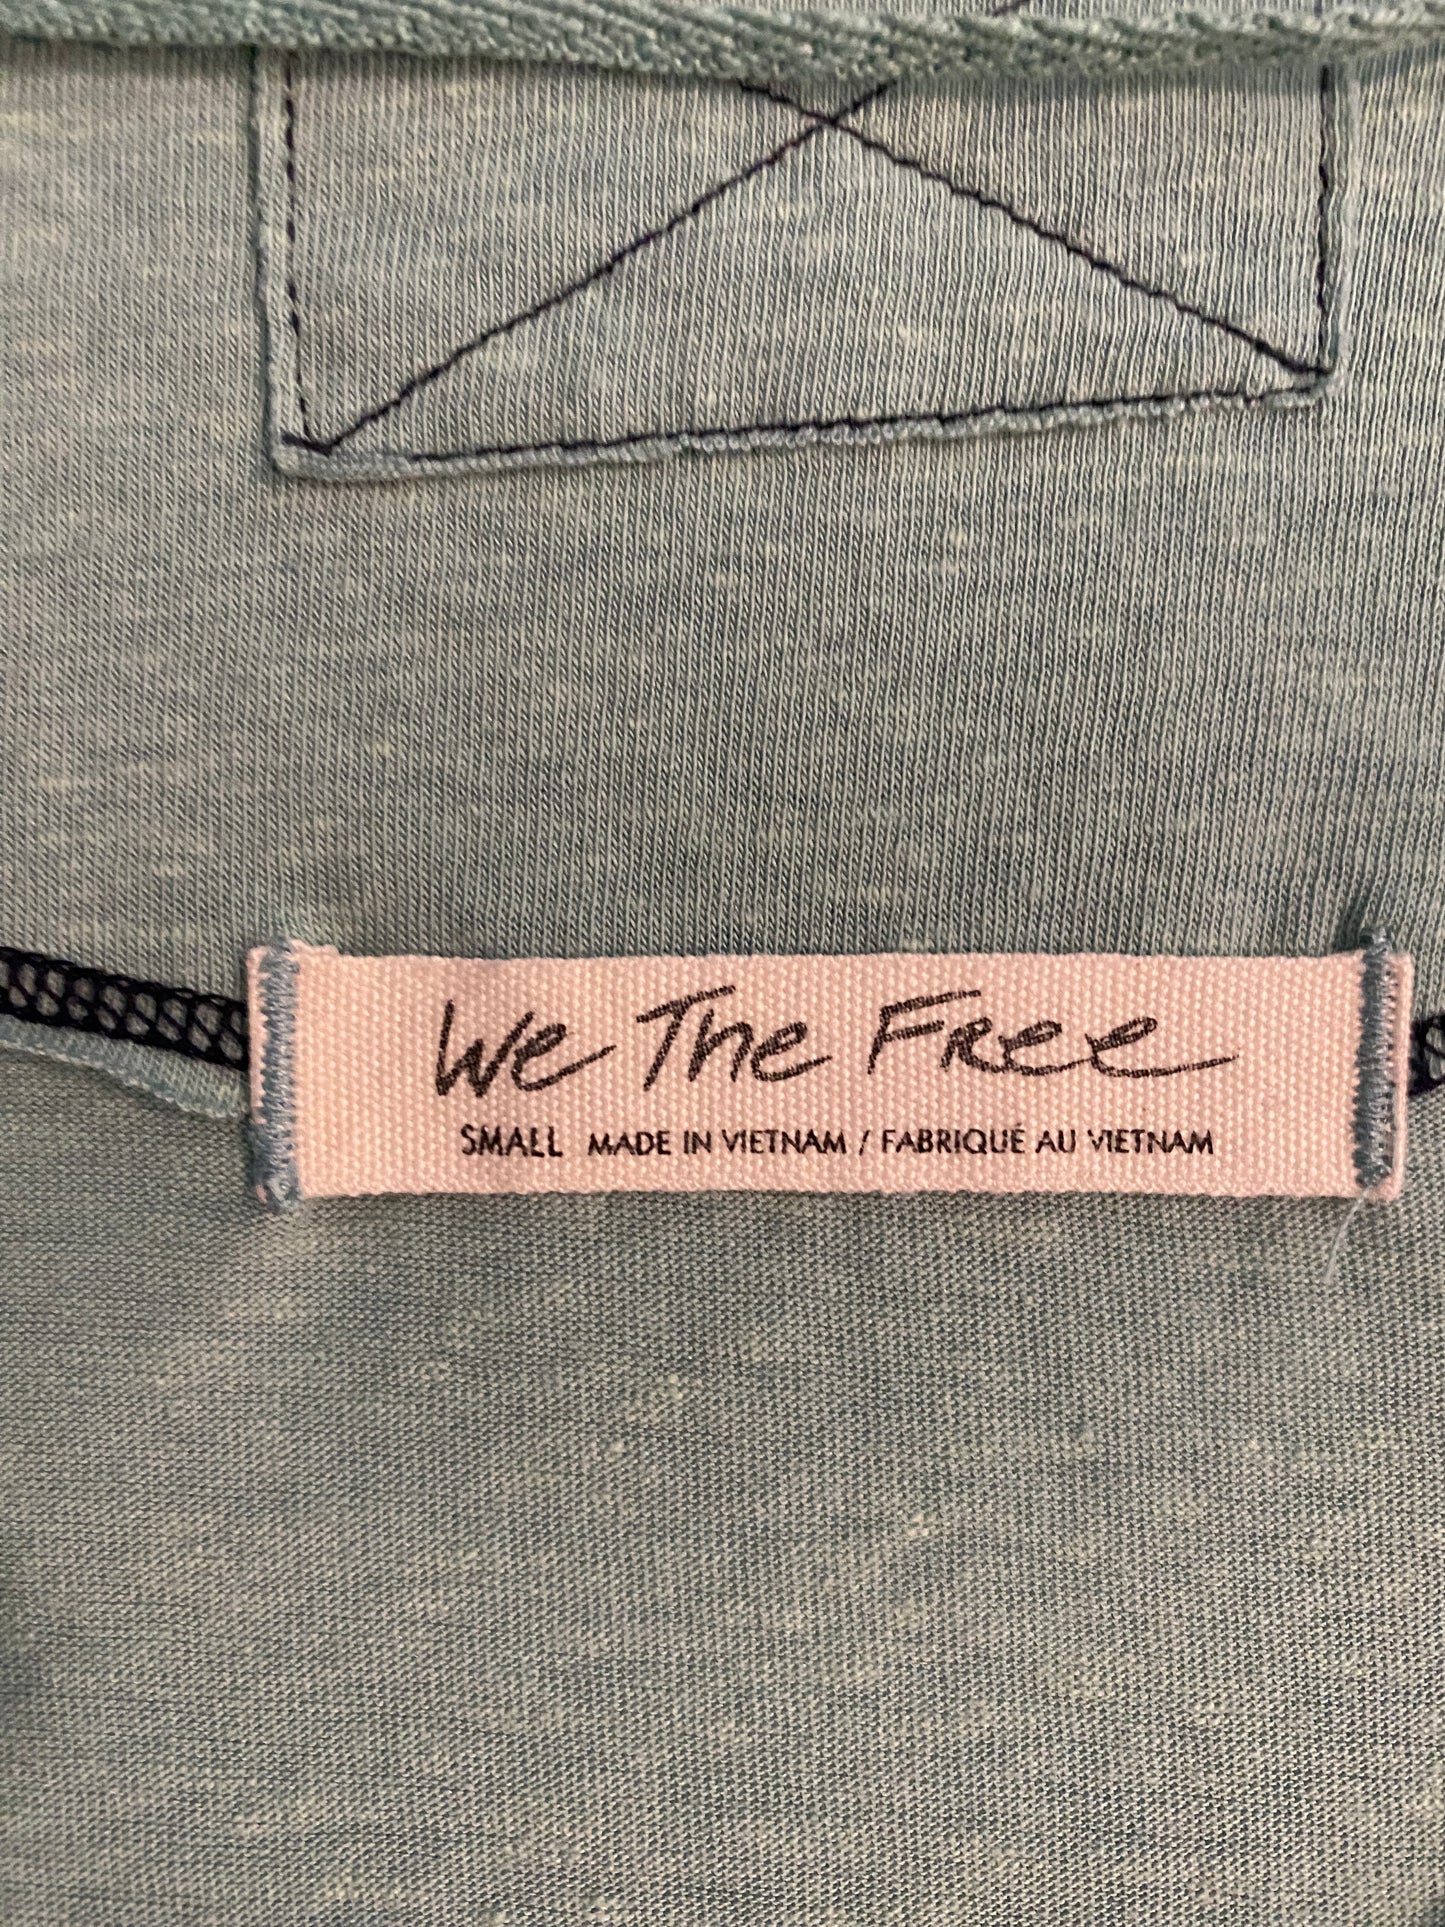 We The Free
SMALL MADE IN VIETNAM / FABRIQUÉ AU VIETNAM